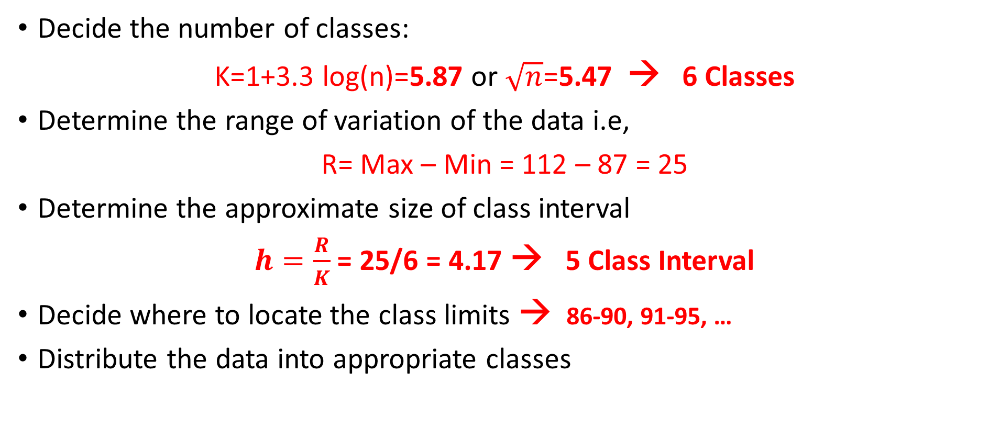 • Decide the number of classes:
K=1+3.3 log(n)=5.87 or √n=5.47 → 6 Classes
• Determine the range of variation of the data i.e,
R= Max – Min = 112 – 87 = 25
• Determine the approximate size of class interval
h = R/K = 25/6 = 4.17 → 5 Class Interval
• Decide where to locate the class limits → 86-90, 91-95, ...
• Distribute the data into appropriate classes